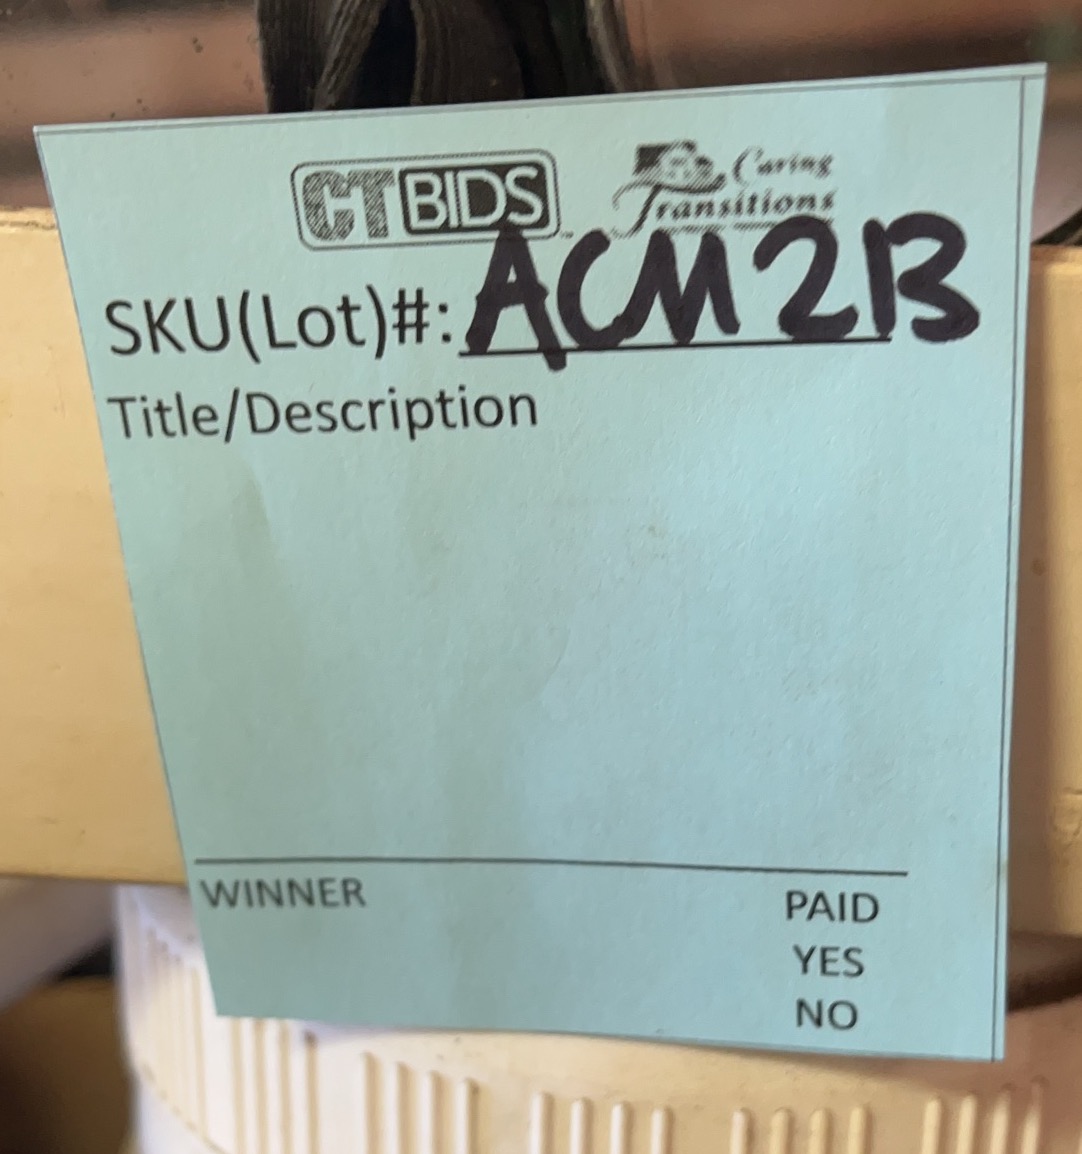 CTBIDS
Caring
Transitions
SKU(Lot)#: ACM2B
Title/Description
WINNER
PAID
YES
NO